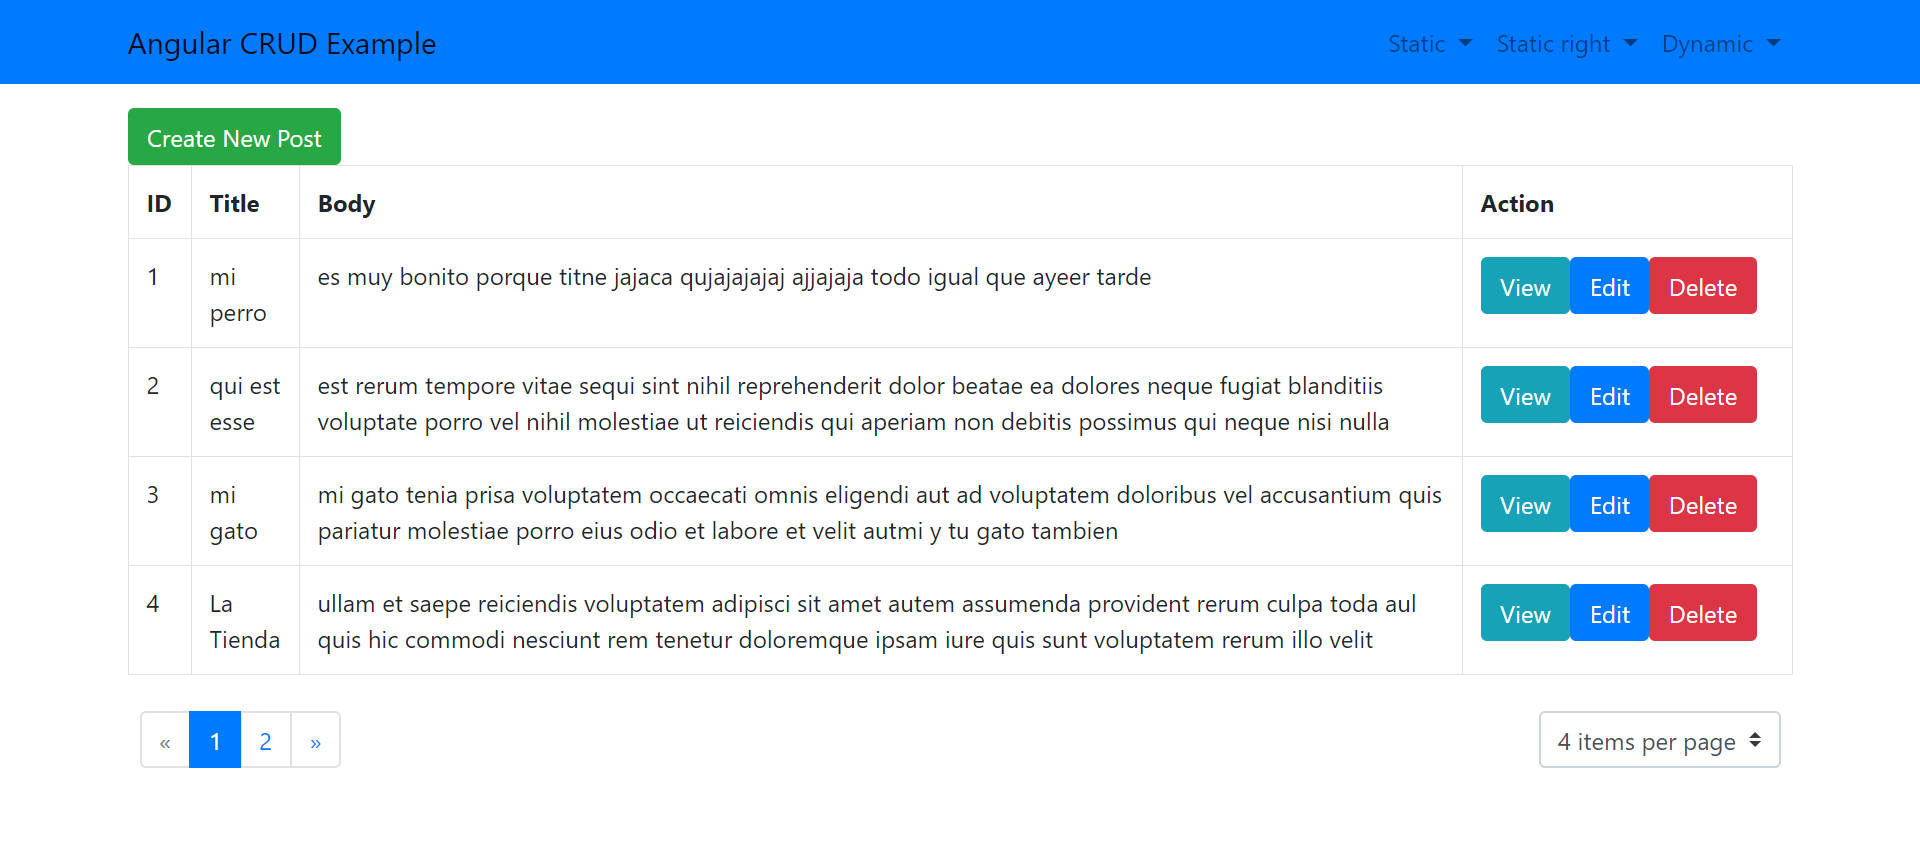 Angular CRUD Example Static Static right Dynamic
Create New Post
ID Title Body Action
1 mi es muy bonito porque titne jajaca qujajajajaj ajjajaja todo igual que ayeer tarde View Edit Delete
perro
2 qui est est rerum tempore vitae sequi sint nihil reprehenderit dolor beatae ea dolores neque fugiat blanditiis View Edit Delete
esse voluptate porro vel nihil molestiae ut reiciendis qui aperiam non debitis possimus qui neque nisi nulla
3 mi mi gato tenia prisa voluptatem occaecati omnis eligendi aut ad voluptatem doloribus vel accusantium quis View Edit Delete
gato pariatur molestiae porro eius odio et labore et velit autmi y tu gato tambien
4 La ullam et saepe reiciendis voluptatem adipisci sit amet autem assumenda provident rerum culpa toda aul View Edit Delete
Tienda quis hic commodi nesciunt rem tenetur doloremque ipsam iure quis sunt voluptatem rerum illo velit
« 1 2 » 4 items per page